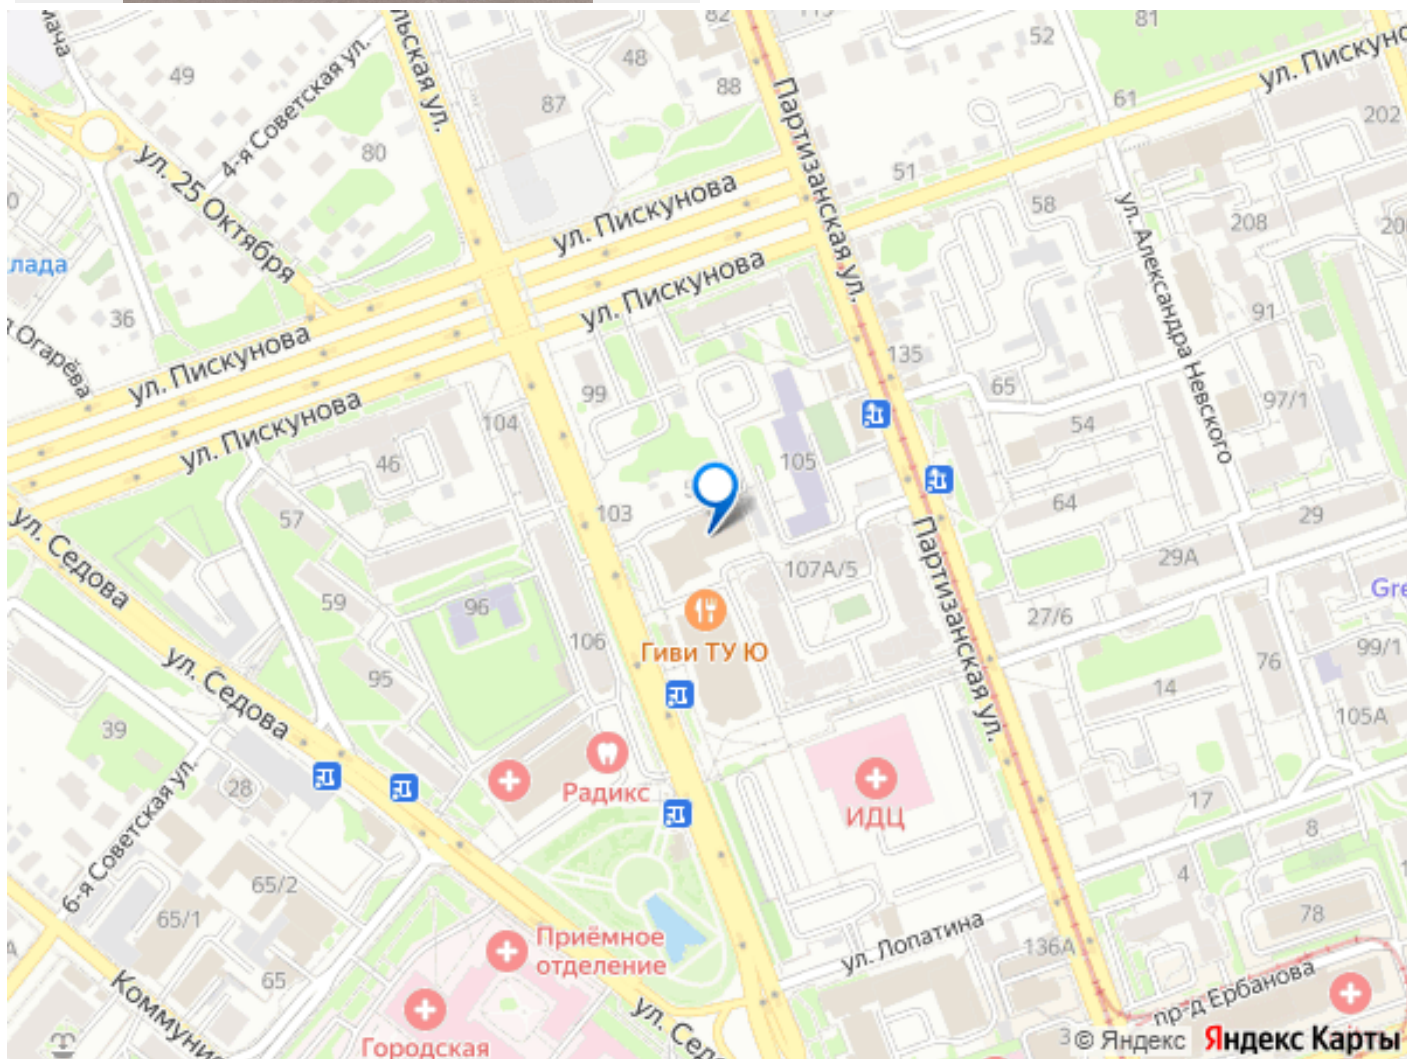 82
81
48
52
49
4-я Советская ул.
87
88
Партизанская ул.
ул. Пискуно
61
202
80
ул. 25 Октября
ул. Пискунова
51
58
ул. Александра Невского
208
лада
ул. Пискунова
36
Огарёва
ул. Пискунова
ул. Пискунова
99
135
65
91
97/1
104
46
105
54
57
103
64
29
ул. Седова
59
96
107А/5
29А
Партизанская ул.
27/6
Gre
106
Гиви ТУ Ю
99/1
76
95
ул. Седова
14
105А
39
28
Радикс
ИДЦ
17
8
6-я Советская ул.
65/2
65/1
4
78
Приёмное
отделение
ул. Лопатина
136А
65
Коммунис
пр-д Ербанова
Городская
ул. Седо
© Яндекс Яндекс Карты